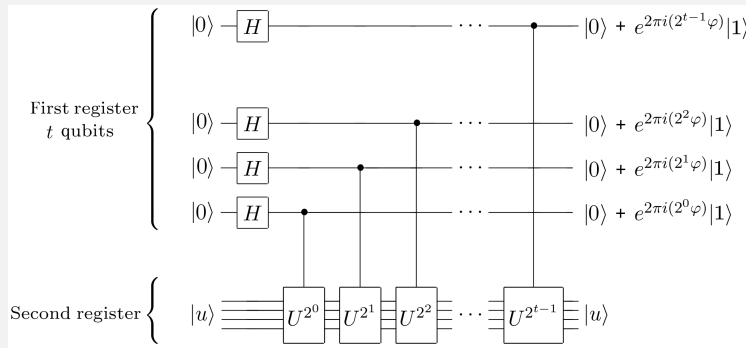 |0⟩ H ··· |0⟩ + e^{2πi(2^{t−1}φ)}|1⟩
First register
t qubits
|0⟩ H ··· |0⟩ + e^{2πi(2^2φ)}|1⟩
|0⟩ H ··· |0⟩ + e^{2πi(2^1φ)}|1⟩
|0⟩ H ··· |0⟩ + e^{2πi(2^0φ)}|1⟩
Second register |u⟩ U^{2^0} U^{2^1} U^{2^2} ··· U^{2^{t−1}} |u⟩